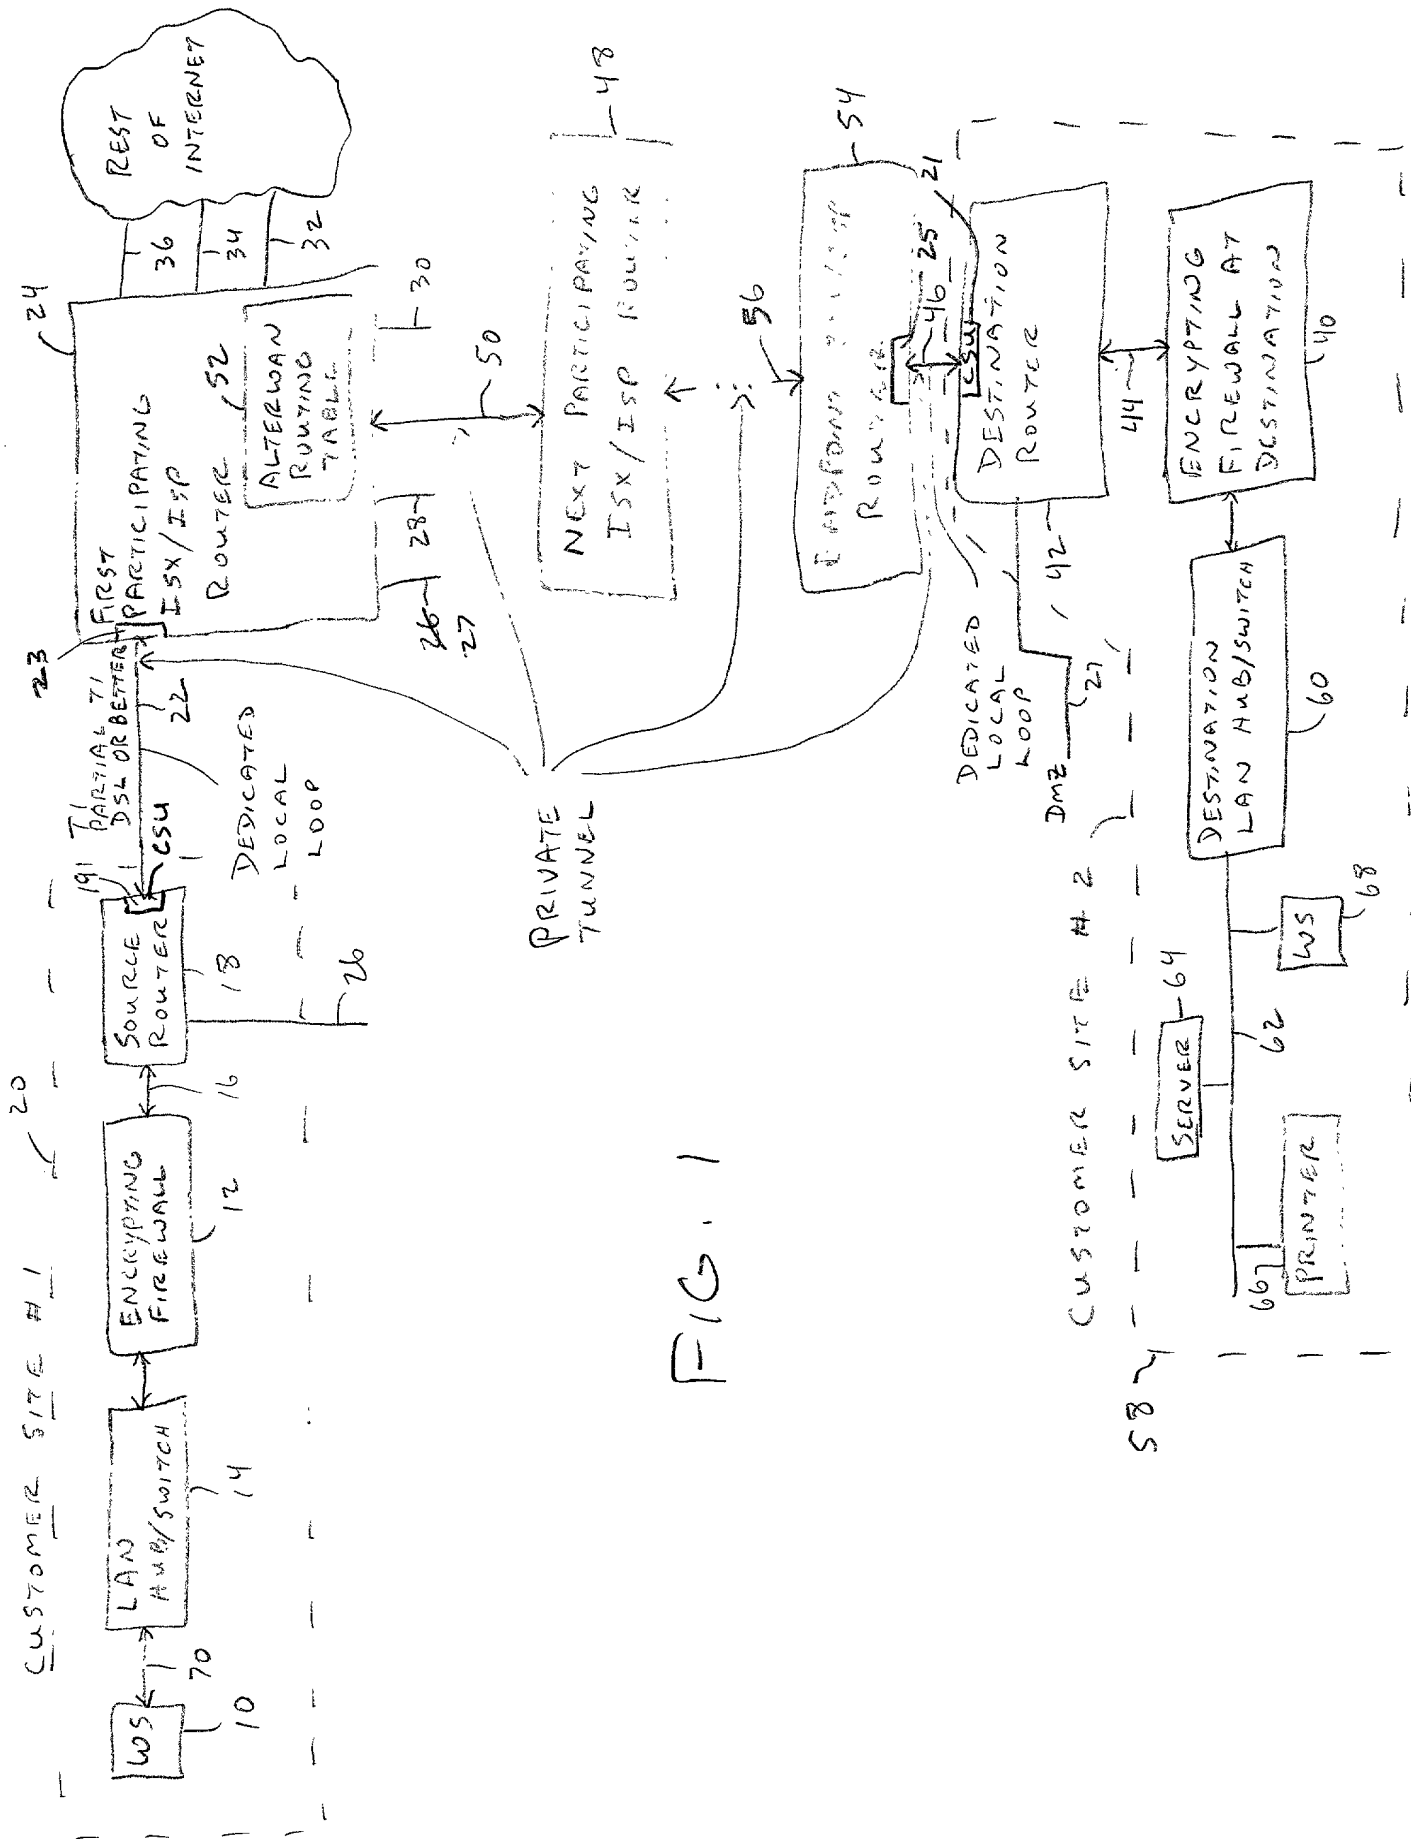 CUSTOMER SITE # 1
20
WS
10
70
LAN
HUB/SWITCH
14
ENCRYPTING
FIREWALL
12
16
SOURCE
ROUTER
18
19
CSU
26
T1
PARTIAL T1
DSL OR BETTER
22
DEDICATED
LOCAL
LOOP
23
24
FIRST
PARTICIPATING
ISX/ISP
ROUTER
52
ALTERWAN
ROUTING
TABLE
27
28
30
36
34
32
REST
OF
INTERNET
50
NEXT PARTICIPATING
ISX/ISP ROUTER
48
PRIVATE
TUNNEL
56
ENDPOINT
ROUTER
54
46
25
21
CSU
DESTINATION
ROUTER
42
DEDICATED
LOCAL
LOOP
DMZ
27
44
ENCRYPTING
FIREWALL AT
DESTINATION
40
DESTINATION
LAN HUB/SWITCH
60
CUSTOMER SITE # 2
58
SERVER
64
62
WS
68
66
PRINTER
FIG. 1